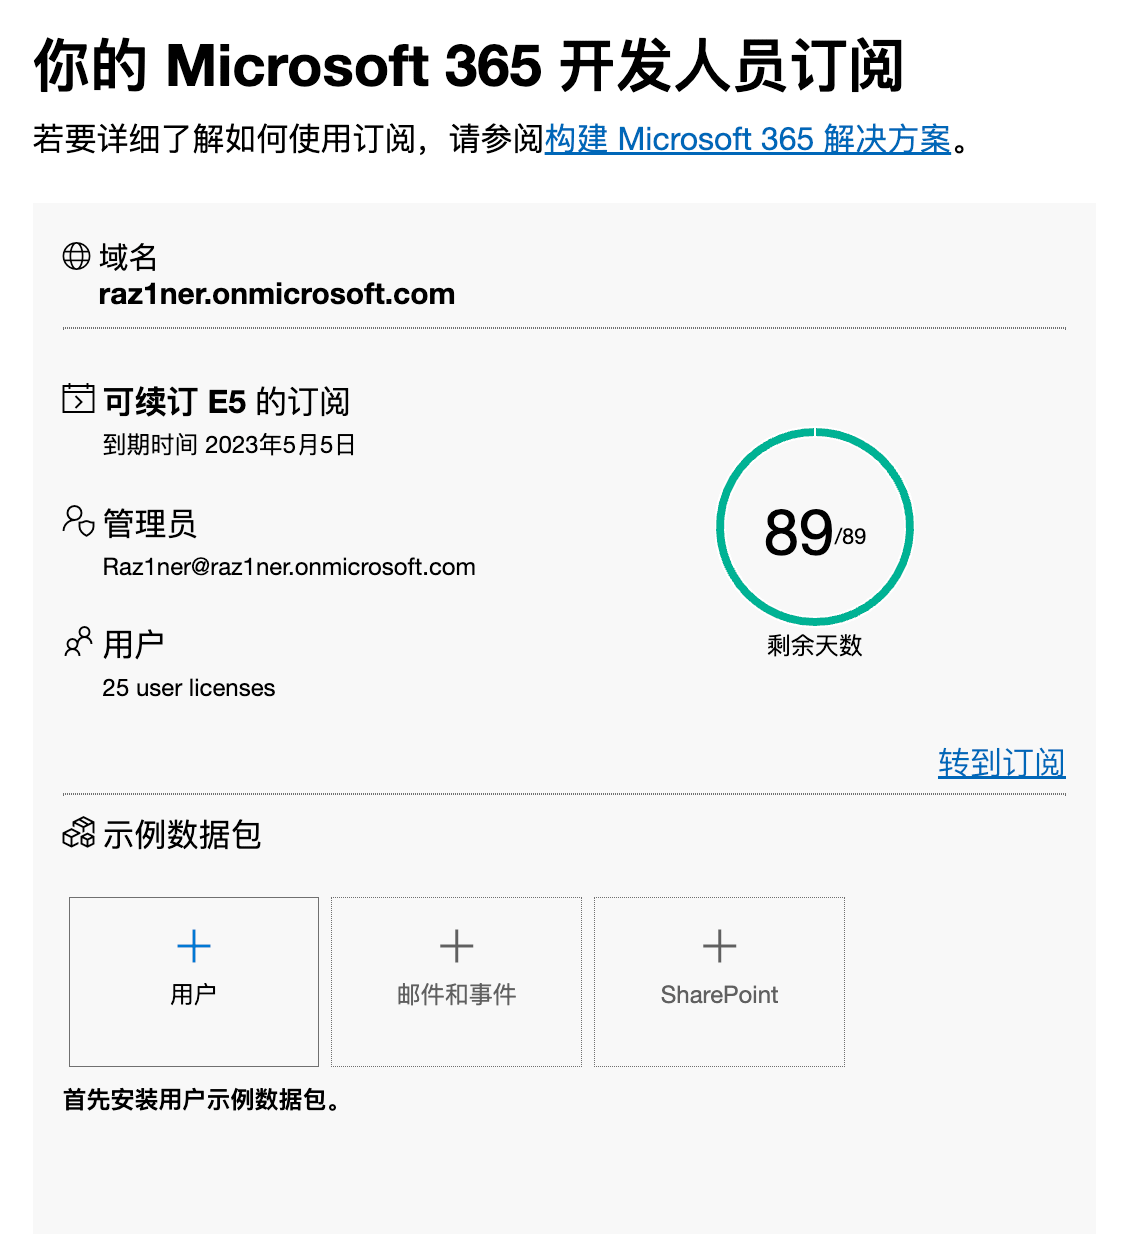 你的 Microsoft 365 开发人员订阅
若要详细了解如何使用订阅，请参阅构建 Microsoft 365 解决方案。
域名
raz1ner.onmicrosoft.com
可续订 E5 的订阅
到期时间 2023年5月5日
管理员
Raz1ner@raz1ner.onmicrosoft.com
用户
25 user licenses
89/89
剩余天数
转到订阅
示例数据包
用户
邮件和事件
SharePoint
首先安装用户示例数据包。